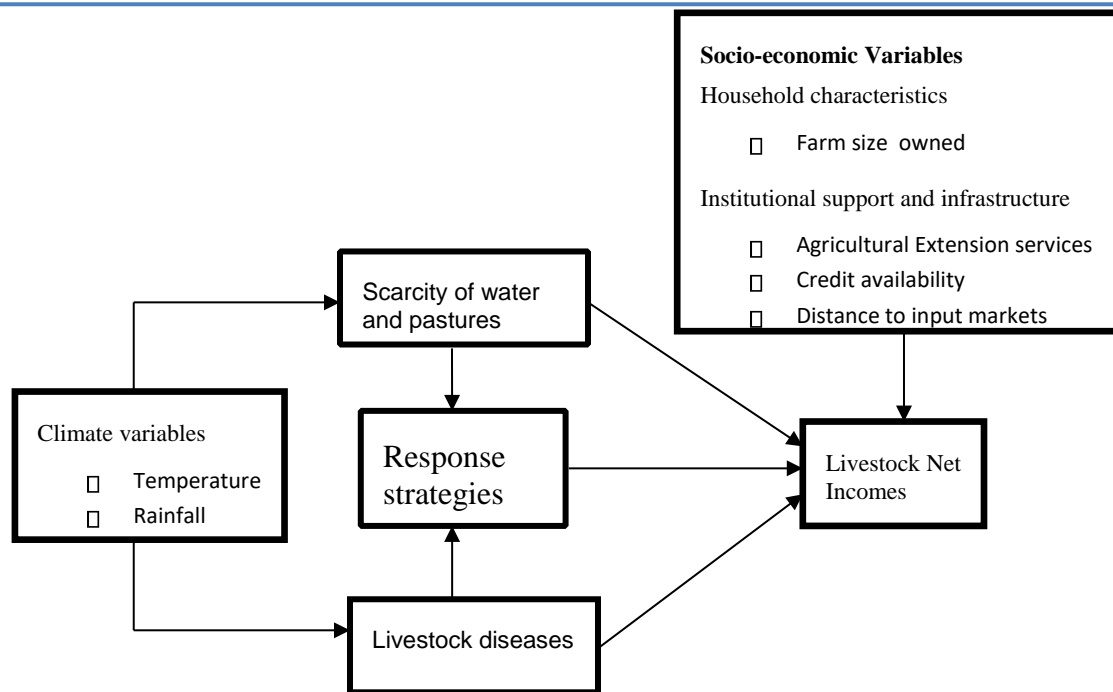 Socio-economic Variables
Household characteristics
Farm size owned
Institutional support and infrastructure
Agricultural Extension services
Credit availability
Distance to input markets
Scarcity of water
and pastures
Climate variables
Temperature
Rainfall
Response
strategies
Livestock Net
Incomes
Livestock diseases